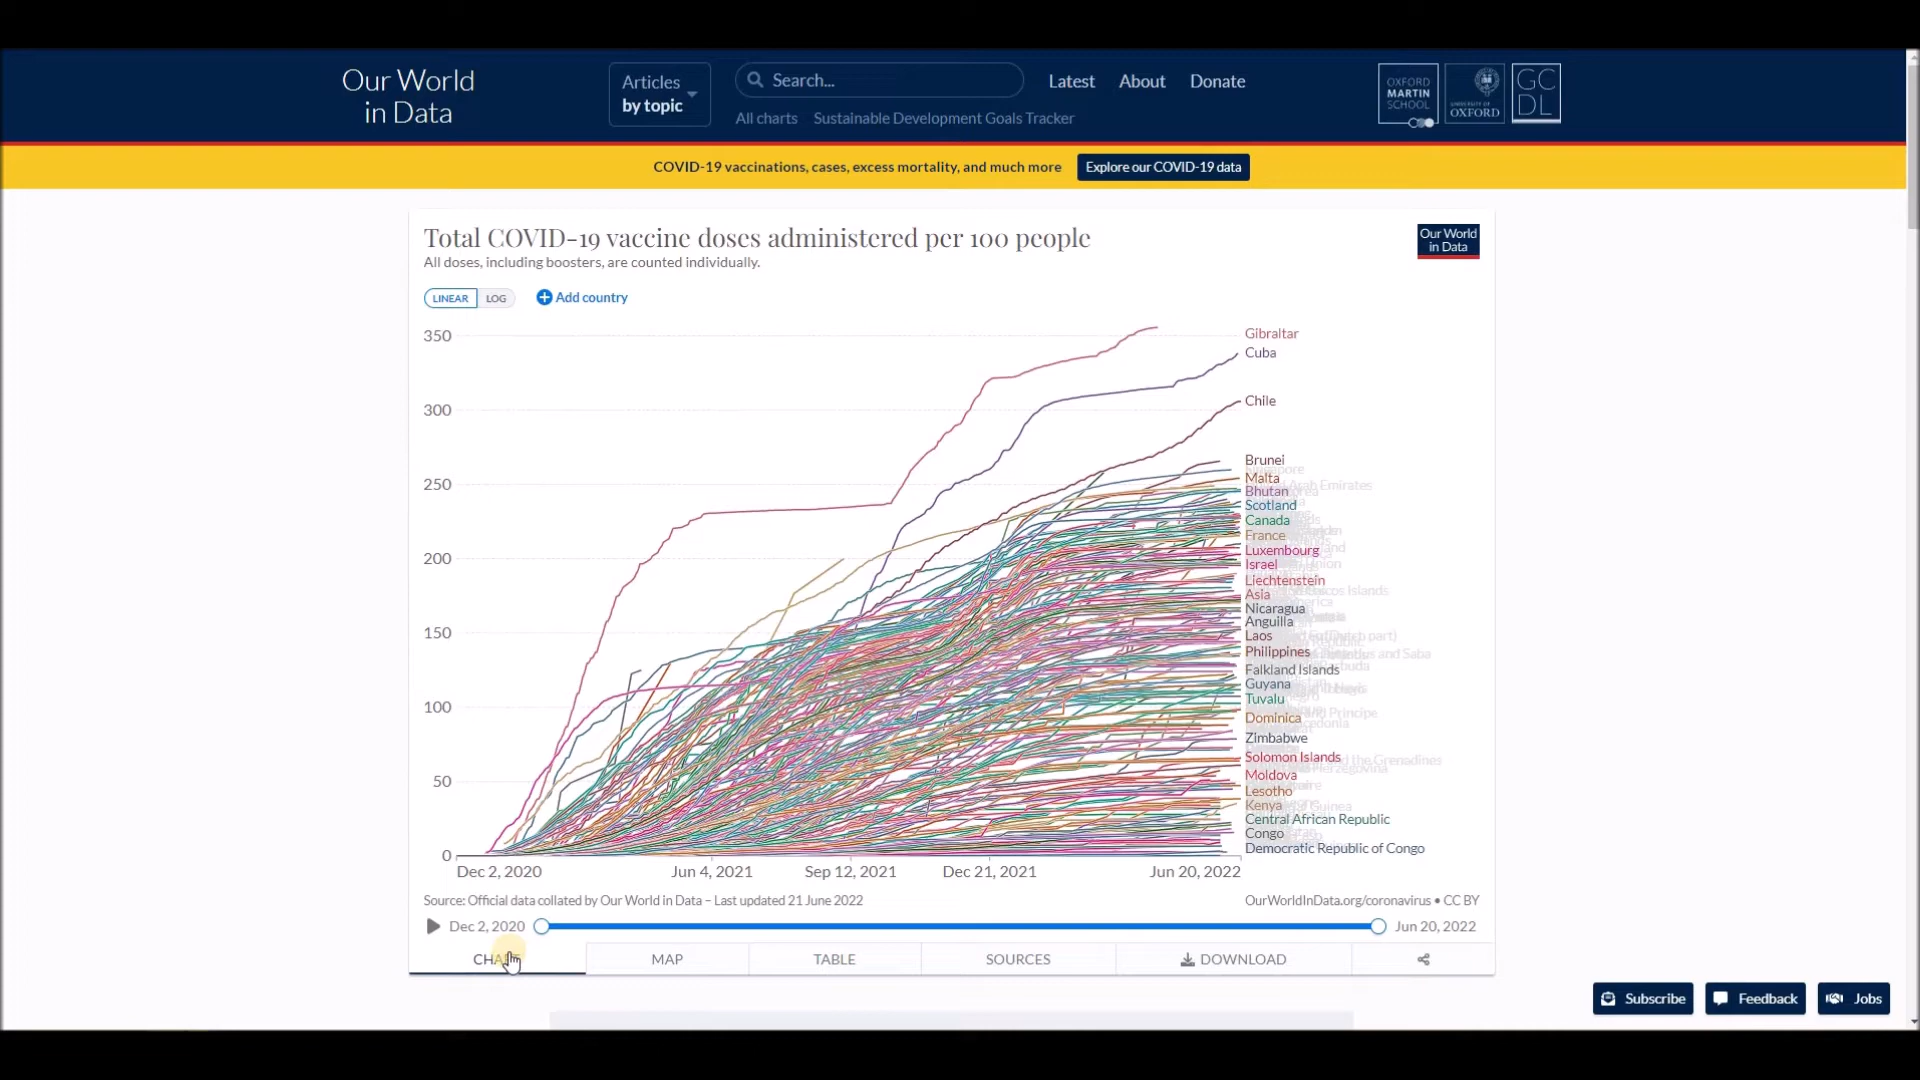 Our World
in Data
Articles
by topic
Search...
Latest
About
Donate
All charts
Sustainable Development Goals Tracker
OXFORD
MARTIN
SCHOOL
UNIVERSITY OF
OXFORD
GC
DL
COVID-19 vaccinations, cases, excess mortality, and much more
Explore our COVID-19 data
Total COVID-19 vaccine doses administered per 100 people
Our World
in Data
All doses, including boosters, are counted individually.
LINEAR
LOG
Add country
350
300
250
200
150
100
50
0
Gibraltar
Cuba
Chile
Brunei
Malta
Bhutan
Scotland
Canada
France
Luxembourg
Israel
Liechtenstein
Asia
Nicaragua
Anguilla
Laos
Philippines
Falkland Islands
Guyana
Tuvalu
Dominica
Zimbabwe
Solomon Islands
Moldova
Lesotho
Kenya
Central African Republic
Congo
Democratic Republic of Congo
Dec 2, 2020
Jun 4, 2021
Sep 12, 2021
Dec 21, 2021
Jun 20, 2022
Source: Official data collated by Our World in Data – Last updated 21 June 2022
OurWorldInData.org/coronavirus • CC BY
Dec 2, 2020
Jun 20, 2022
CHART
MAP
TABLE
SOURCES
DOWNLOAD
Subscribe
Feedback
Jobs